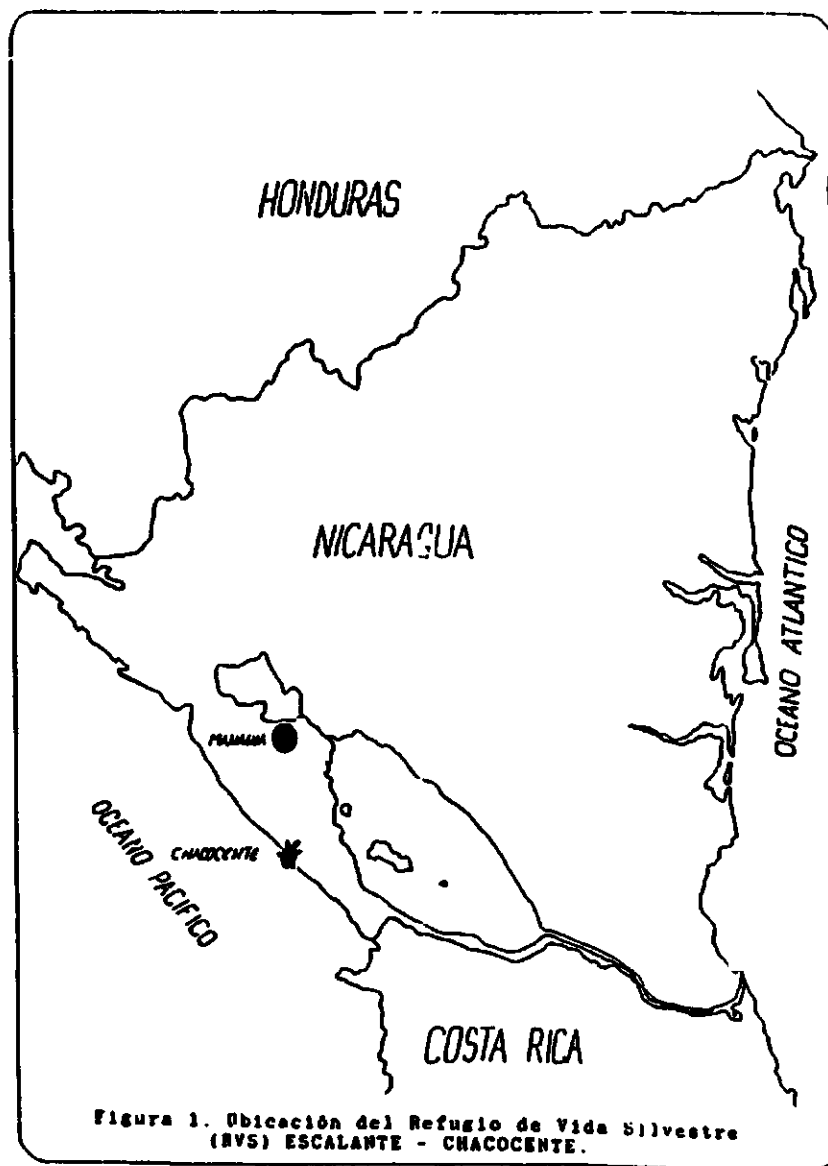 HONDURAS
NICARAGUA
OCEANO ATLANTICO
MANAGUA
OCEANO PACIFICO
CHACOCENTE
COSTA RICA
Figura 1. Ubicación del Refugio de Vida Silvestre
(RVS) ESCALANTE - CHACOCENTE.